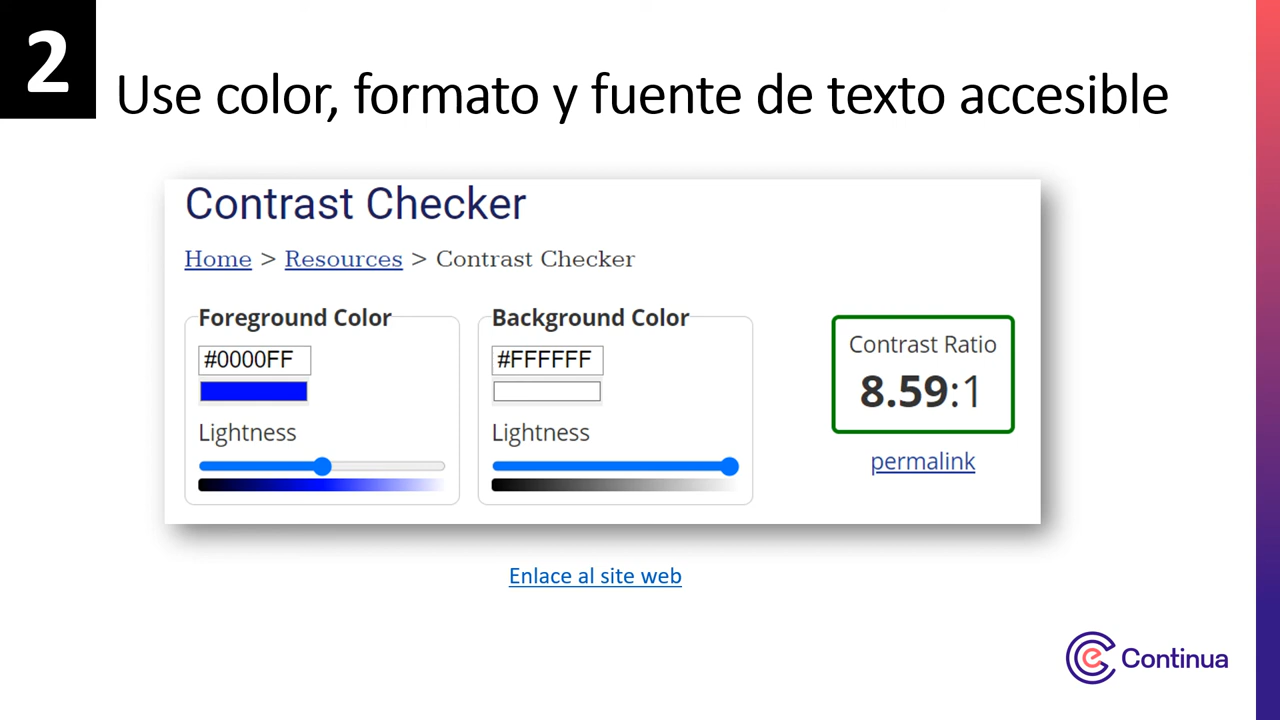 2
Use color, formato y fuente de texto accesible
Contrast Checker
Home > Resources > Contrast Checker
Foreground Color
#0000FF
Lightness
Background Color
#FFFFFF
Lightness
Contrast Ratio
8.59:1
permalink
Enlace al site web
e Continua